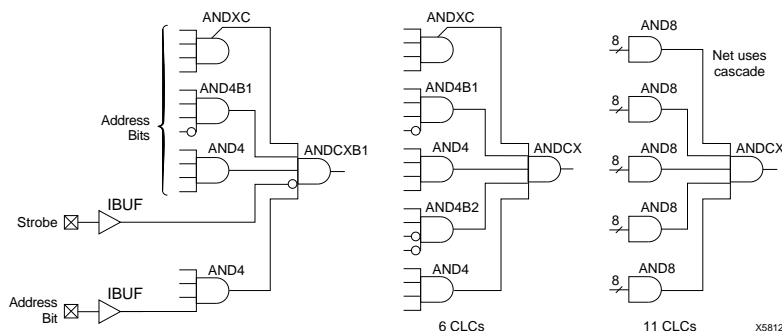 ANDXC
AND4B1
Address
Bits
AND4
ANDCXB1
Strobe
IBUF
AND4
Address
Bit
IBUF
ANDXC
AND4B1
AND4
ANDCX
AND4B2
AND4
6 CLCs
AND8
8
Net uses
cascade
AND8
8
AND8
8
ANDCX
AND8
8
AND8
8
11 CLCs
X5812